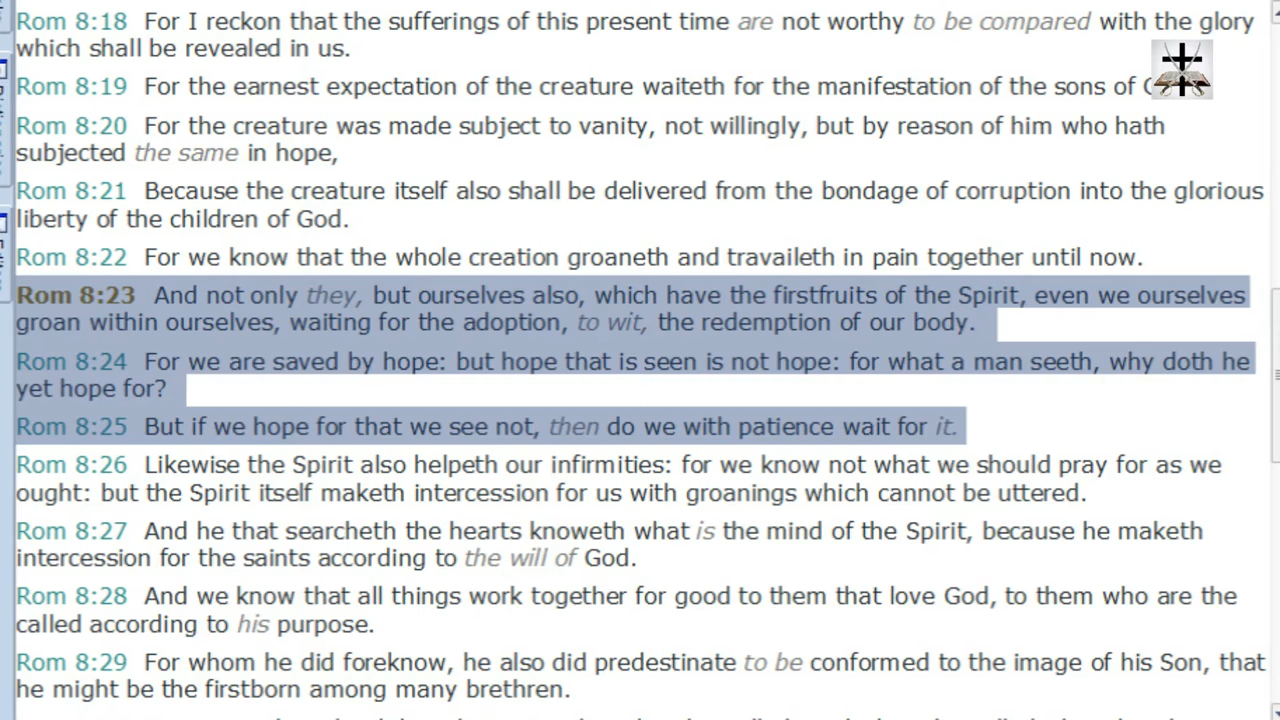 Rom 8:18 For I reckon that the sufferings of this present time are not worthy to be compared with the glory
which shall be revealed in us.
Rom 8:19 For the earnest expectation of the creature waiteth for the manifestation of the sons of
Rom 8:20 For the creature was made subject to vanity, not willingly, but by reason of him who hath
subjected the same in hope,
Rom 8:21 Because the creature itself also shall be delivered from the bondage of corruption into the glorious
liberty of the children of God.
Rom 8:22 For we know that the whole creation groaneth and travaileth in pain together until now.
Rom 8:23 And not only they, but ourselves also, which have the firstfruits of the Spirit, even we ourselves
groan within ourselves, waiting for the adoption, to wit, the redemption of our body.
Rom 8:24 For we are saved by hope: but hope that is seen is not hope: for what a man seeth, why doth he
yet hope for?
Rom 8:25 But if we hope for that we see not, then do we with patience wait for it.
Rom 8:26 Likewise the Spirit also helpeth our infirmities: for we know not what we should pray for as we
ought: but the Spirit itself maketh intercession for us with groanings which cannot be uttered.
Rom 8:27 And he that searcheth the hearts knoweth what is the mind of the Spirit, because he maketh
intercession for the saints according to the will of God.
Rom 8:28 And we know that all things work together for good to them that love God, to them who are the
called according to his purpose.
Rom 8:29 For whom he did foreknow, he also did predestinate to be conformed to the image of his Son, that
he might be the firstborn among many brethren.